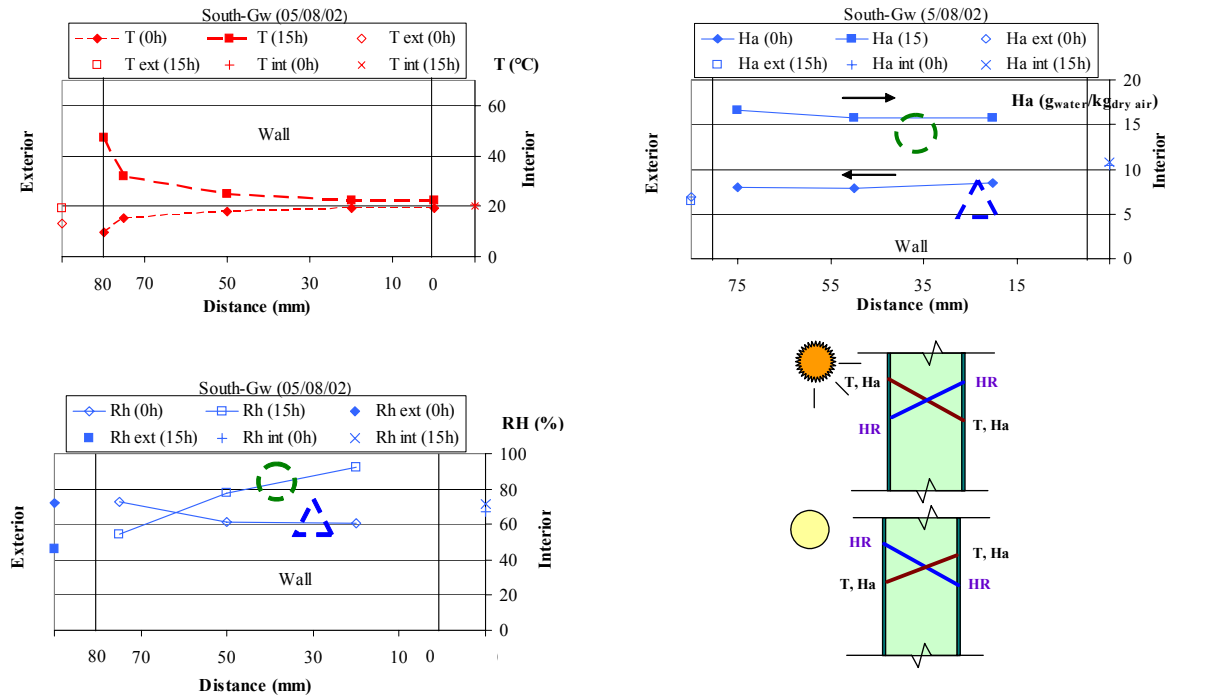 South-Gw (05/08/02)
T (0h) T (15h) T ext (0h)
T ext (15h) T int (0h) T int (15h)
T (°C)
60
40
20
0
Wall
Exterior
Interior
80 70 50 30 10 0
Distance (mm)
South-Gw (5/08/02)
Ha (0h) Ha (15) Ha ext (0h)
Ha ext (15h) Ha int (0h) Ha int (15h)
Ha (gwater/kgdry air)
20
15
10
5
0
Wall
Exterior
Interior
75 55 35 15
Distance (mm)
South-Gw (05/08/02)
Rh (0h) Rh (15h) Rh ext (0h)
Rh ext (15h) Rh int (0h) Rh int (15h)
RH (%)
100
80
60
40
20
0
Wall
Exterior
Interior
80 70 50 30 10 0
Distance (mm)
T, Ha
HR
HR
T, Ha
HR
T, Ha
T, Ha
HR